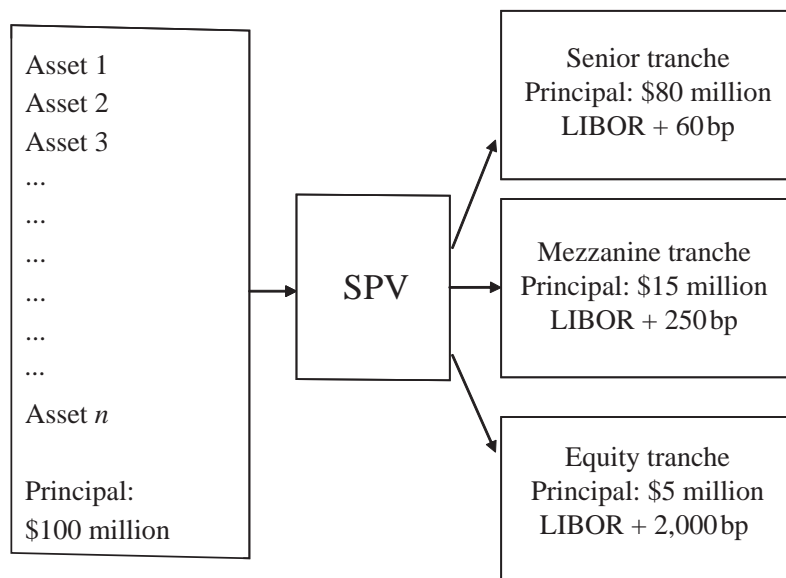 Asset 1
Asset 2
Asset 3
...
...
...
...
...
...
Asset n
Principal:
$100 million
SPV
Senior tranche
Principal: $80 million
LIBOR + 60 bp
Mezzanine tranche
Principal: $15 million
LIBOR + 250 bp
Equity tranche
Principal: $5 million
LIBOR + 2,000 bp